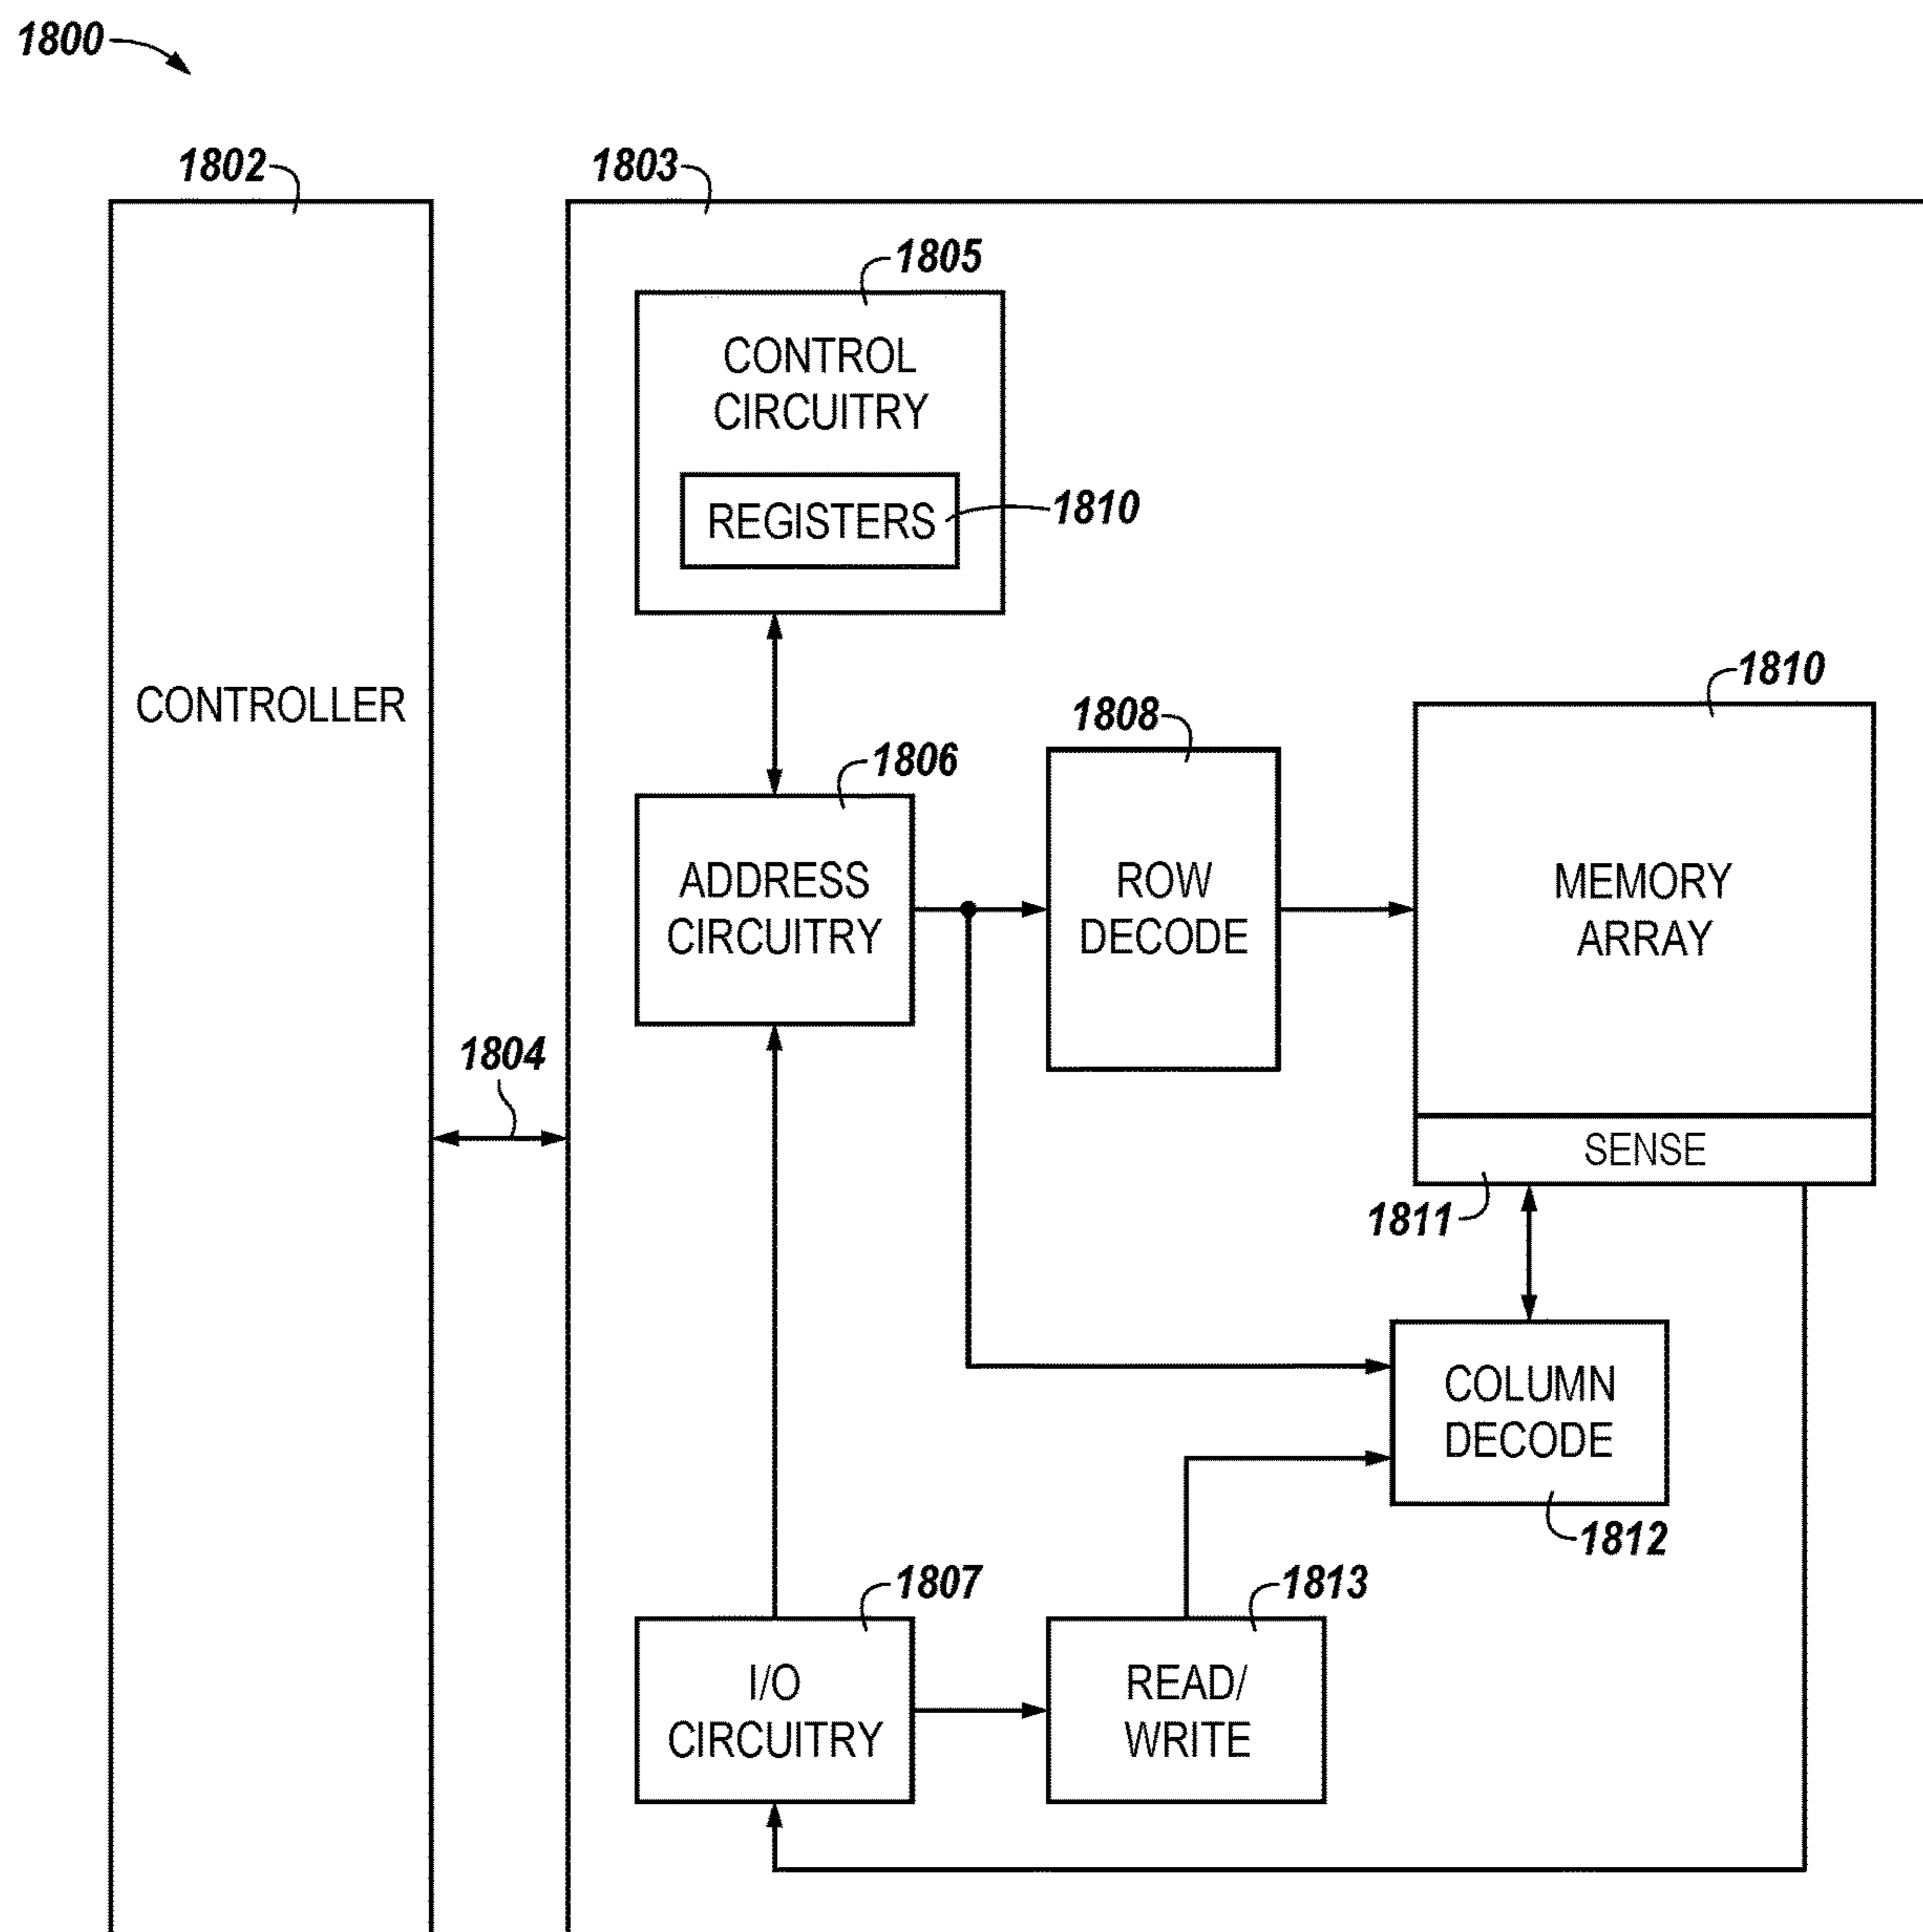 1800
1802
1803
1805
CONTROL
CIRCUITRY
REGISTERS
1810
CONTROLLER
1810
1808
1806
ADDRESS
CIRCUITRY
ROW
DECODE
MEMORY
ARRAY
1804
SENSE
1811
COLUMN
DECODE
1812
1807
1813
I/O
CIRCUITRY
READ/
WRITE